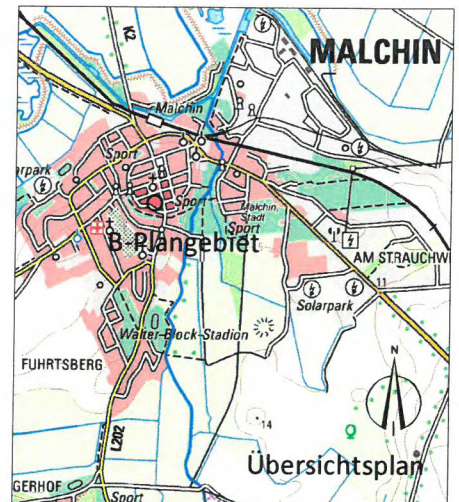 K2
MALCHIN
Malchin
Sport
arpark
Sport
Malchin,
Stadt
Sport
B-Plangebiet
AM STRAUCHW
11
Solarpark
Walter-Block-Stadion
FUHRTSBERG
N
L202
14
Übersichtsplan
GERHOF
Sport